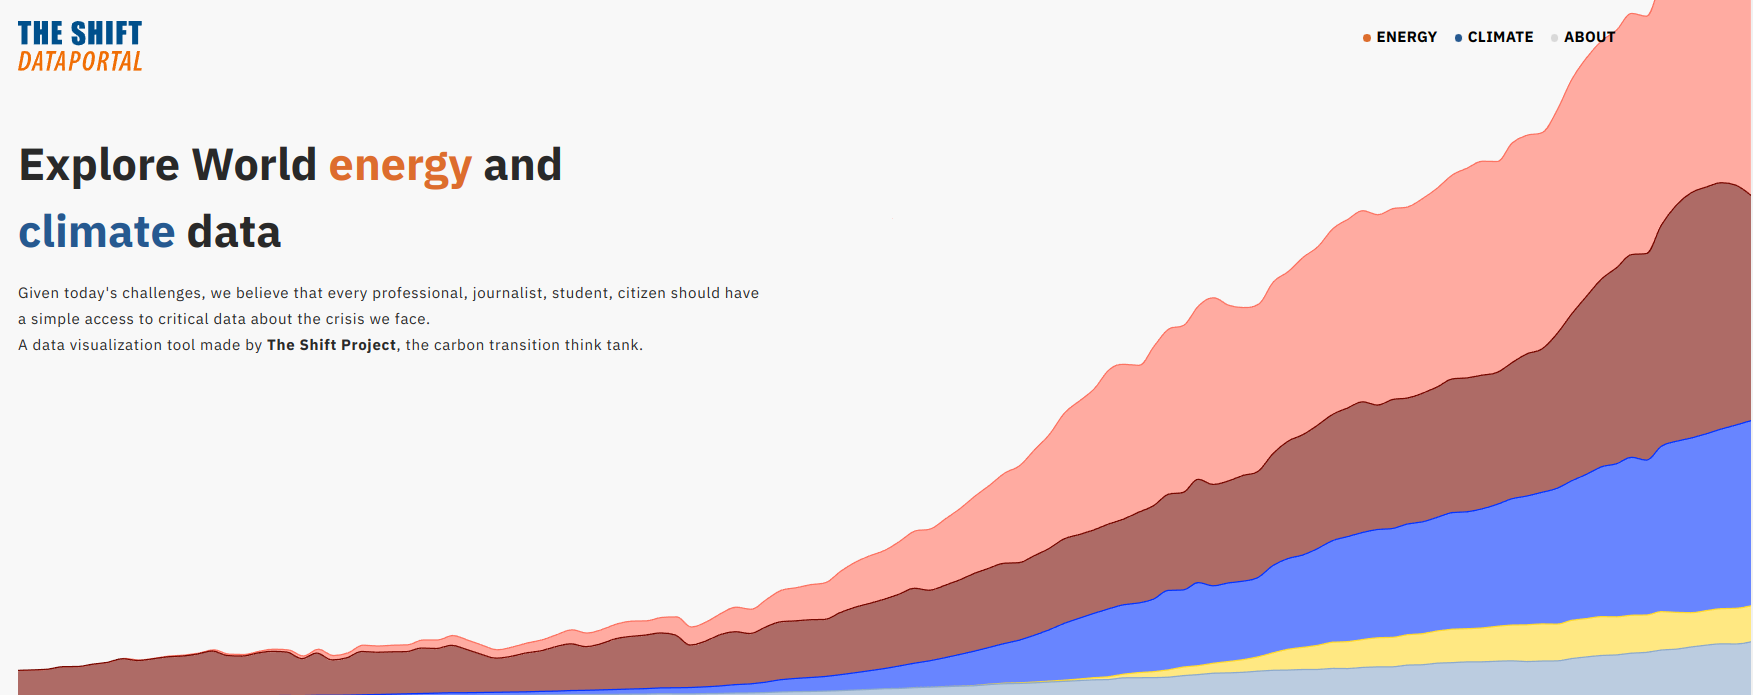 THE SHIFT
DATAPORTAL
ENERGY CLIMATE ABOUT
Explore World energy and
climate data
Given today's challenges, we believe that every professional, journalist, student, citizen should have
a simple access to critical data about the crisis we face.
A data visualization tool made by The Shift Project, the carbon transition think tank.